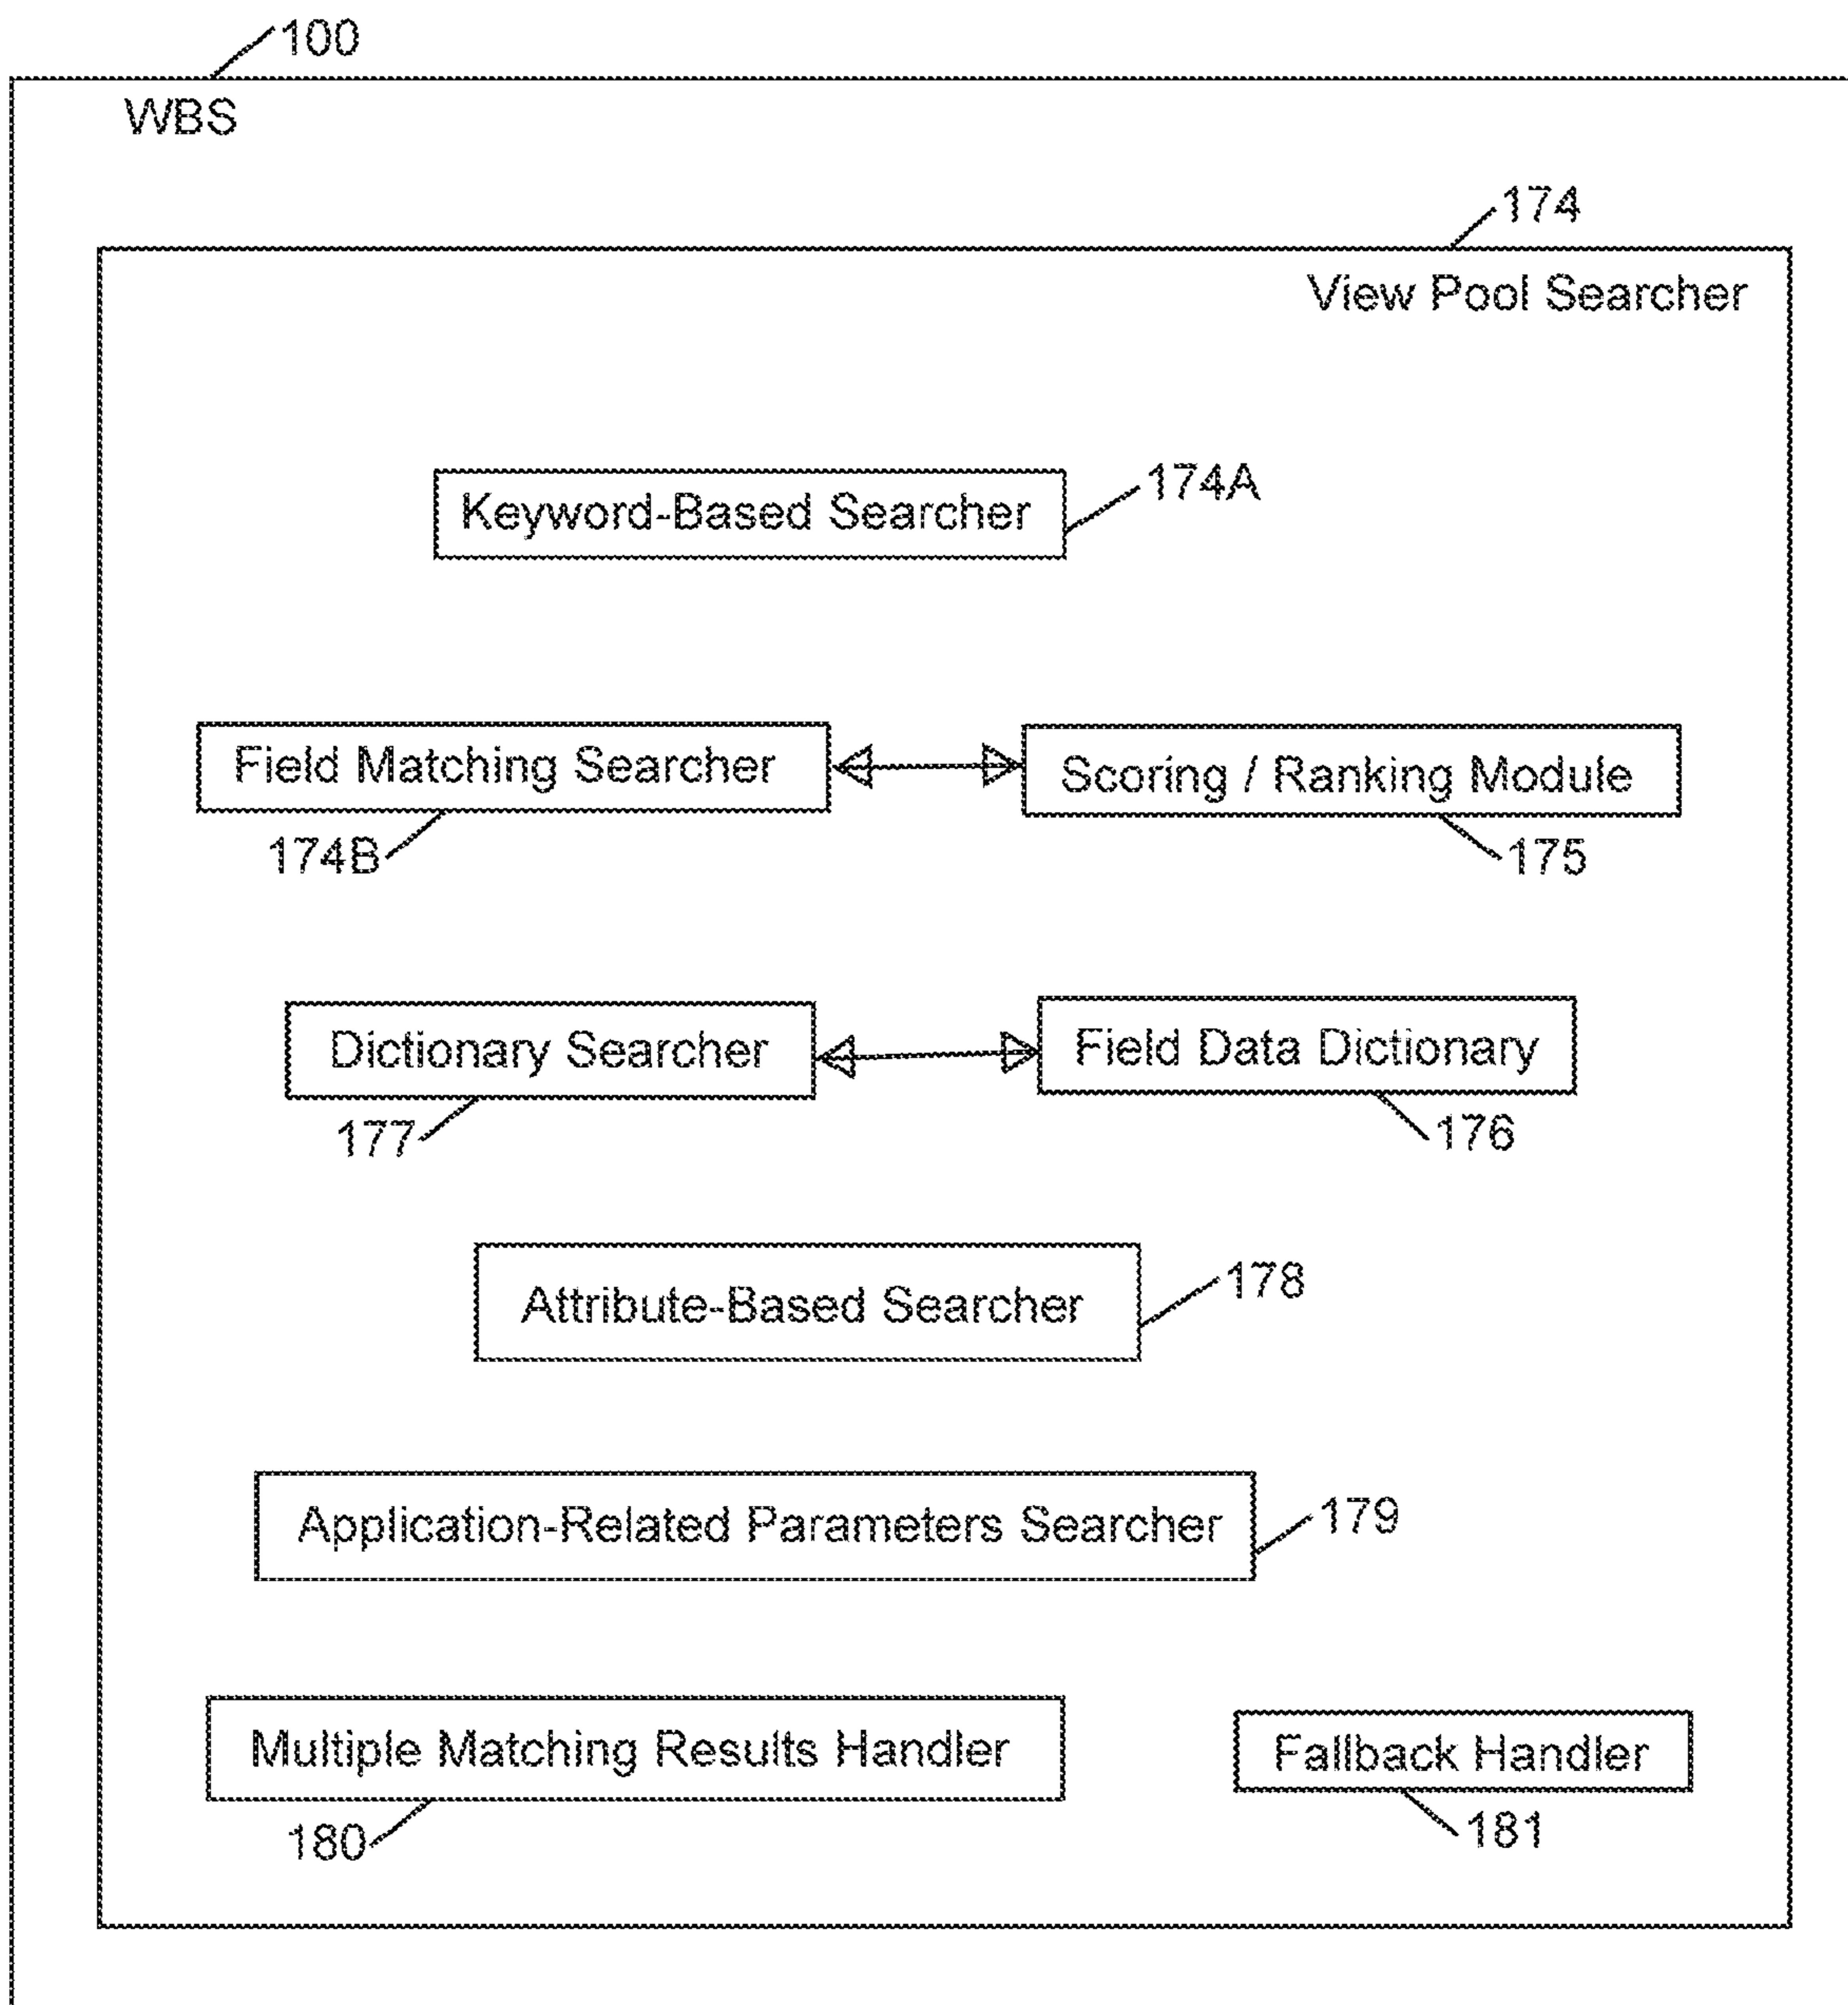 100
WBS
174
View Pool Searcher
Keyword-Based Searcher
174A
Field Matching Searcher
Scoring / Ranking Module
174B
175
Dictionary Searcher
Field Data Dictionary
177
176
Attribute-Based Searcher
178
Application-Related Parameters Searcher
179
Multiple Matching Results Handler
Fallback Handler
180
181